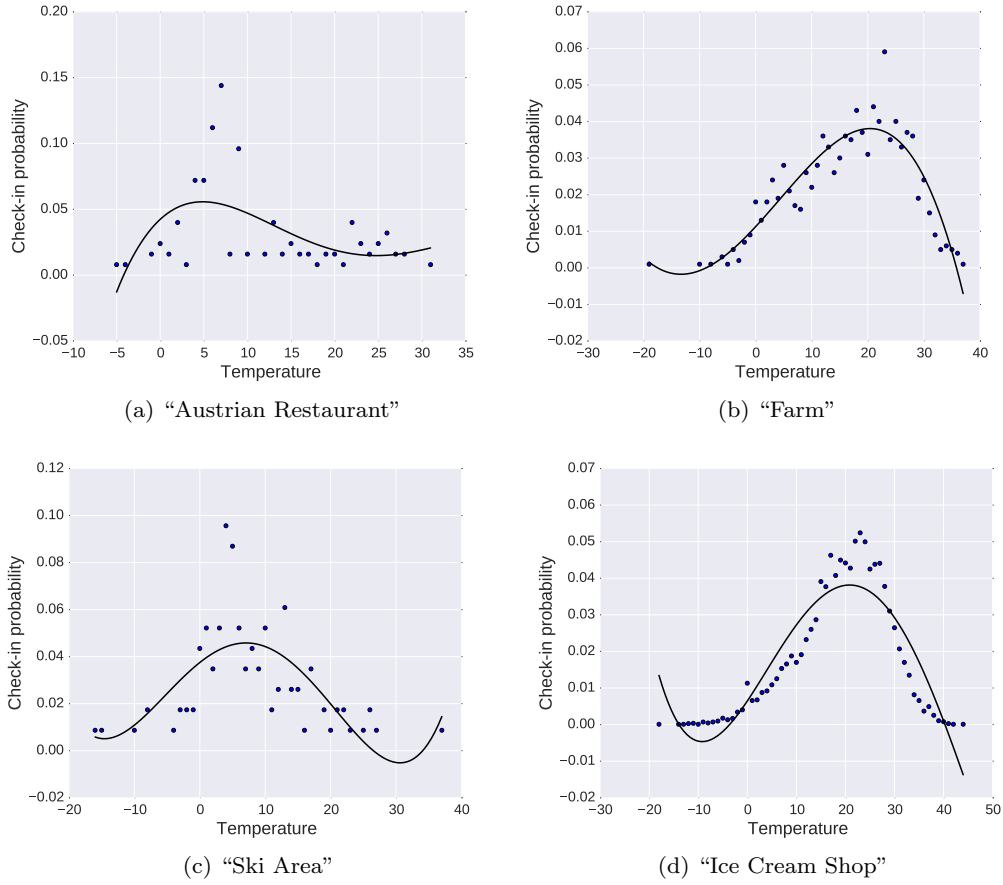 0.20
0.15
0.10
0.05
0.00
−0.05
Check-in probability
−10 −5 0 5 10 15 20 25 30 35
Temperature
(a) “Austrian Restaurant”
0.07
0.06
0.05
0.04
0.03
0.02
0.01
0.00
−0.01
−0.02
Check-in probability
−30 −20 −10 0 10 20 30 40
Temperature
(b) “Farm”
0.12
0.10
0.08
0.06
0.04
0.02
0.00
−0.02
Check-in probability
−20 −10 0 10 20 30 40
Temperature
(c) “Ski Area”
0.07
0.06
0.05
0.04
0.03
0.02
0.01
0.00
−0.01
−0.02
Check-in probability
−30 −20 −10 0 10 20 30 40 50
Temperature
(d) “Ice Cream Shop”